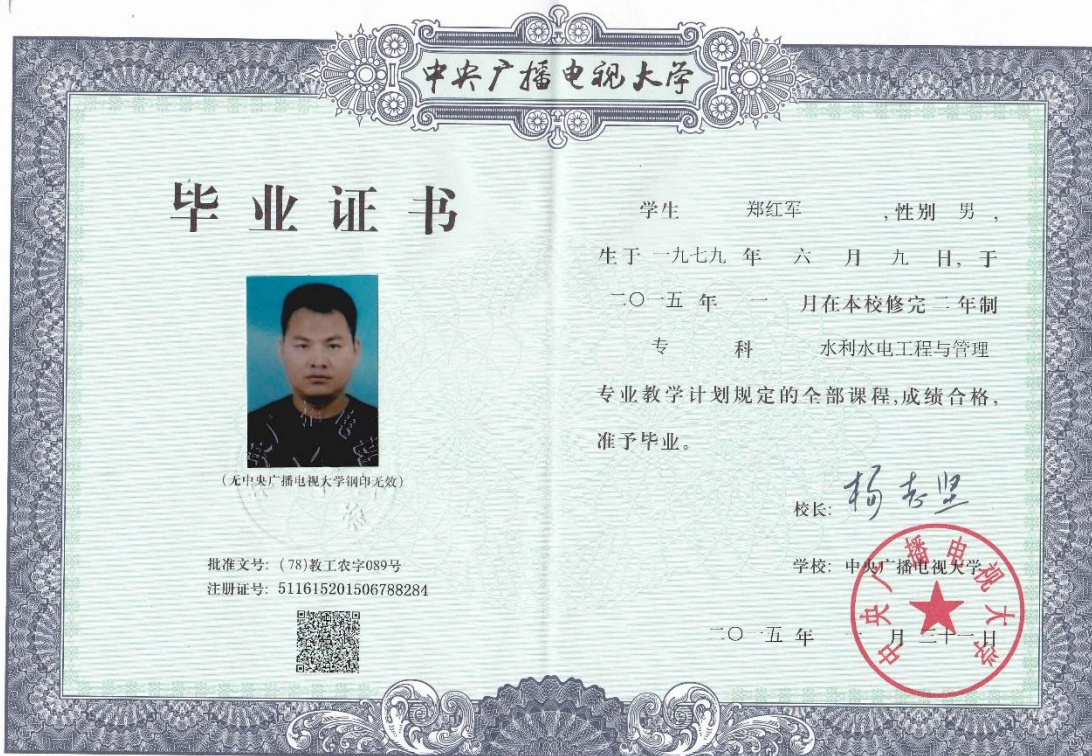 中央广播电视大学
毕业证书
(无中央广播电视大学钢印无效)
批准文号: (78)教工农字089号
注册证号: 511615201506788284
学生 郑红军 ,性别 男 ,
生于 一九七九 年 六 月 九 日, 于
二〇一五 年 一 月在本校修完 二 年制
专 科 水利水电工程与管理
专业教学计划规定的全部课程,成绩合格,
准予毕业。
校长: 杨志坚
学校: 中央广播电视大学
二〇一五 年 一 月 二十一日
中央广播电视大学